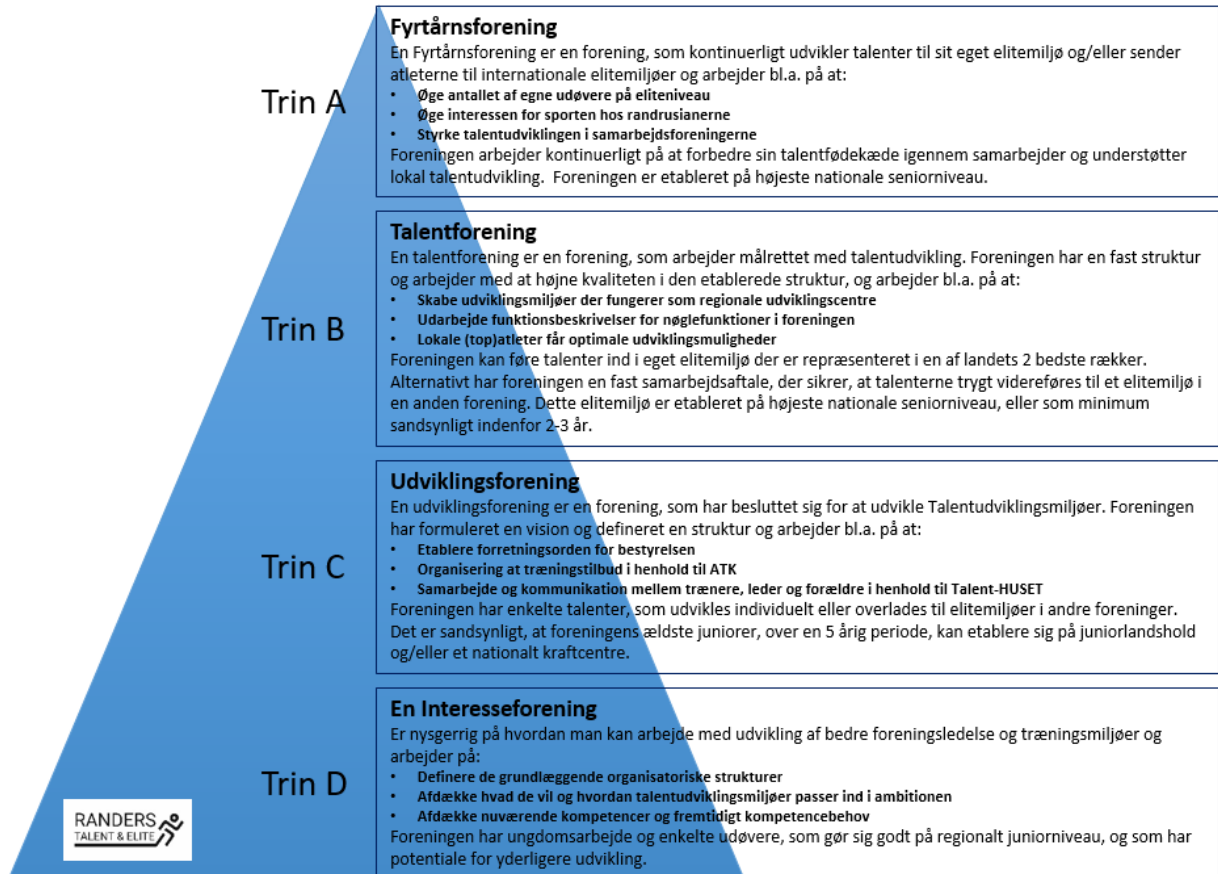 Trin A
Fyrtårnsforening
En Fyrtårnsforening er en forening, som kontinuerligt udvikler talenter til sit eget elitemiljø og/eller sender
atleterne til internationale elitemiljøer og arbejder bl.a. på at:
• Øge antallet af egne udøvere på eliteniveau
• Øge interessen for sporten hos randrusianerne
• Styrke talentudviklingen i samarbejdsforeningerne
Foreningen arbejder kontinuerligt på at forbedre sin talentfødekæde igennem samarbejder og understøtter
lokal talentudvikling. Foreningen er etableret på højeste nationale seniorniveau.
Trin B
Talentforening
En talentforening er en forening, som arbejder målrettet med talentudvikling. Foreningen har en fast struktur
og arbejder med at højne kvaliteten i den etablerede struktur, og arbejder bl.a. på at:
• Skabe udviklingsmiljøer der fungerer som regionale udviklingscentre
• Udarbejde funktionsbeskrivelser for nøglefunktioner i foreningen
• Lokale (top)atleter får optimale udviklingsmuligheder
Foreningen kan føre talenter ind i eget elitemiljø der er repræsenteret i en af landets 2 bedste rækker.
Alternativt har foreningen en fast samarbejdsaftale, der sikrer, at talenterne trygt videreføres til et elitemiljø i
en anden forening. Dette elitemiljø er etableret på højeste nationale seniorniveau, eller som minimum
sandsynligt indenfor 2-3 år.
Trin C
Udviklingsforening
En udviklingsforening er en forening, som har besluttet sig for at udvikle Talentudviklingsmiljøer. Foreningen
har formuleret en vision og defineret en struktur og arbejder bl.a. på at:
• Etablere forretningsorden for bestyrelsen
• Organisering at træningstilbud i henhold til ATK
• Samarbejde og kommunikation mellem trænere, leder og forældre i henhold til Talent-HUSET
Foreningen har enkelte talenter, som udvikles individuelt eller overlades til elitemiljøer i andre foreninger.
Det er sandsynligt, at foreningens ældste juniorer, over en 5 årig periode, kan etablere sig på juniorlandshold
og/eller et nationalt kraftcentre.
Trin D
En Interesseforening
Er nysgerrig på hvordan man kan arbejde med udvikling af bedre foreningsledelse og træningsmiljøer og
arbejder på:
• Definere de grundlæggende organisatoriske strukturer
• Afdække hvad de vil og hvordan talentudviklingsmiljøer passer ind i ambitionen
• Afdække nuværende kompetencer og fremtidigt kompetencebehov
Foreningen har ungdomsarbejde og enkelte udøvere, som gør sig godt på regionalt juniorniveau, og som har
potentiale for yderligere udvikling.
RANDERS
TALENT & ELITE